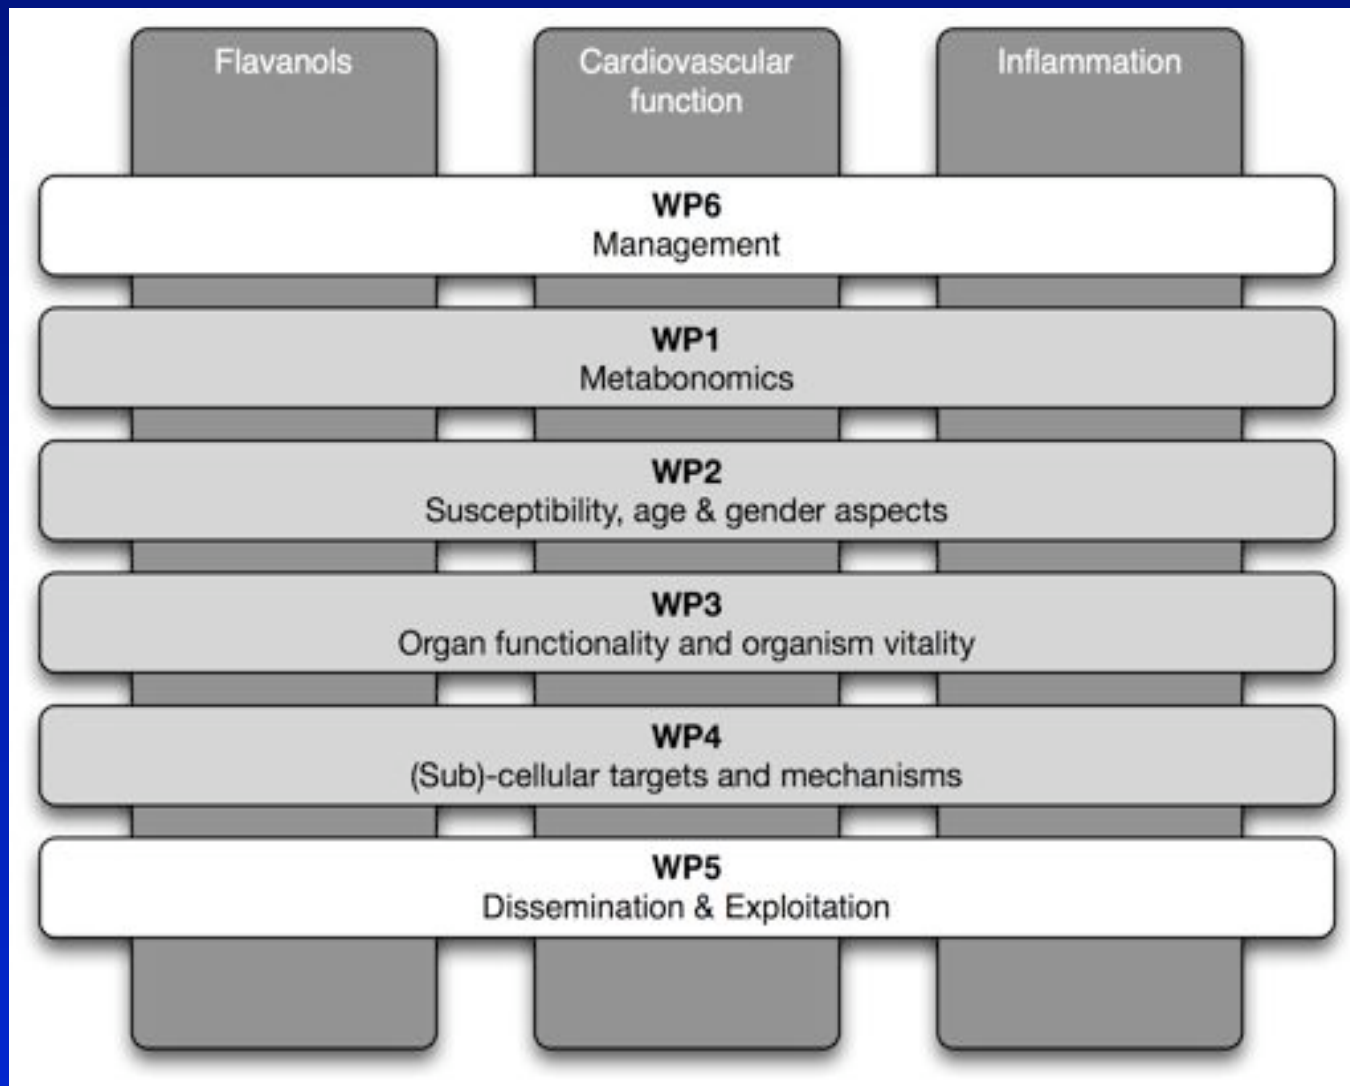 Flavanols
Cardiovascular
function
Inflammation
WP6
Management
WP1
Metabonomics
WP2
Susceptibility, age & gender aspects
WP3
Organ functionality and organism vitality
WP4
(Sub)-cellular targets and mechanisms
WP5
Dissemination & Exploitation